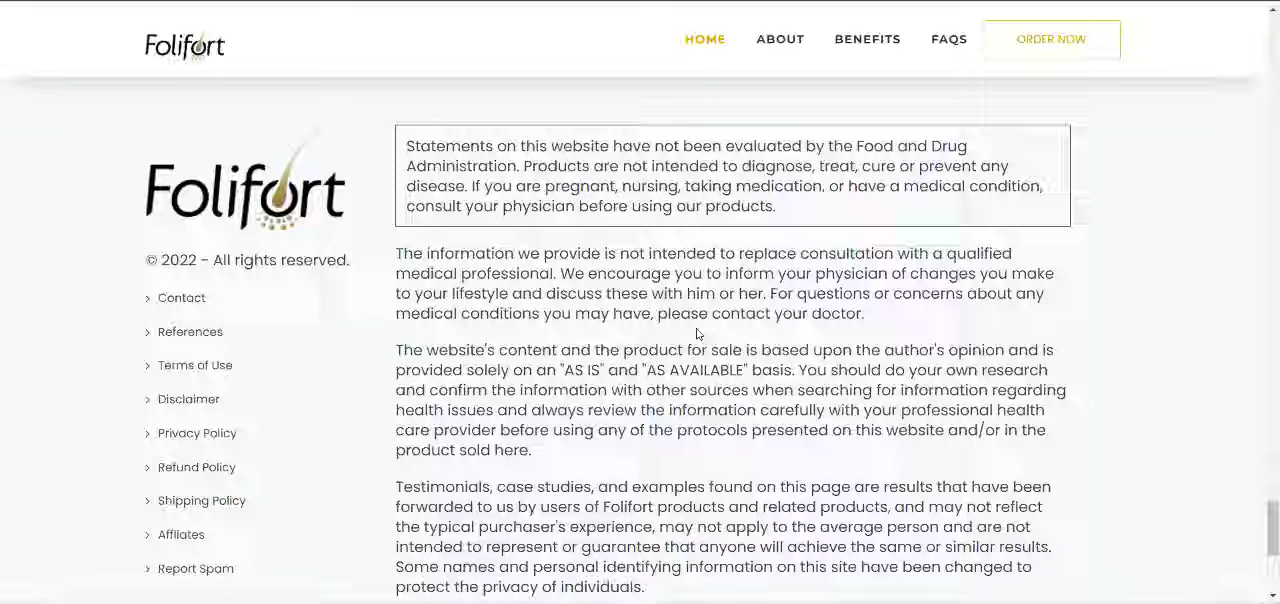 Folifort
HOME
ABOUT
BENEFITS
FAQS
ORDER NOW
Folifort
© 2022 - All rights reserved.
Contact
References
Terms of Use
Disclaimer
Privacy Policy
Refund Policy
Shipping Policy
Affliates
Report Spam
Statements on this website have not been evaluated by the Food and Drug
Administration. Products are not intended to diagnose, treat, cure or prevent any
disease. If you are pregnant, nursing, taking medication, or have a medical condition,
consult your physician before using our products.
The information we provide is not intended to replace consultation with a qualified
medical professional. We encourage you to inform your physician of changes you make
to your lifestyle and discuss these with him or her. For questions or concerns about any
medical conditions you may have, please contact your doctor.
The website's content and the product for sale is based upon the author's opinion and is
provided solely on an "AS IS" and "AS AVAILABLE" basis. You should do your own research
and confirm the information with other sources when searching for information regarding
health issues and always review the information carefully with your professional health
care provider before using any of the protocols presented on this website and/or in the
product sold here.
Testimonials, case studies, and examples found on this page are results that have been
forwarded to us by users of Folifort products and related products, and may not reflect
the typical purchaser's experience, may not apply to the average person and are not
intended to represent or guarantee that anyone will achieve the same or similar results.
Some names and personal identifying information on this site have been changed to
protect the privacy of individuals.